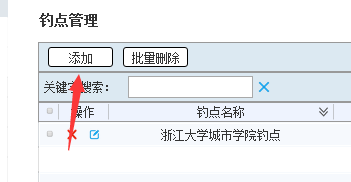 钓点管理
添加 批量删除
关键字搜索：
操作 钓点名称
浙江大学城市学院钓点